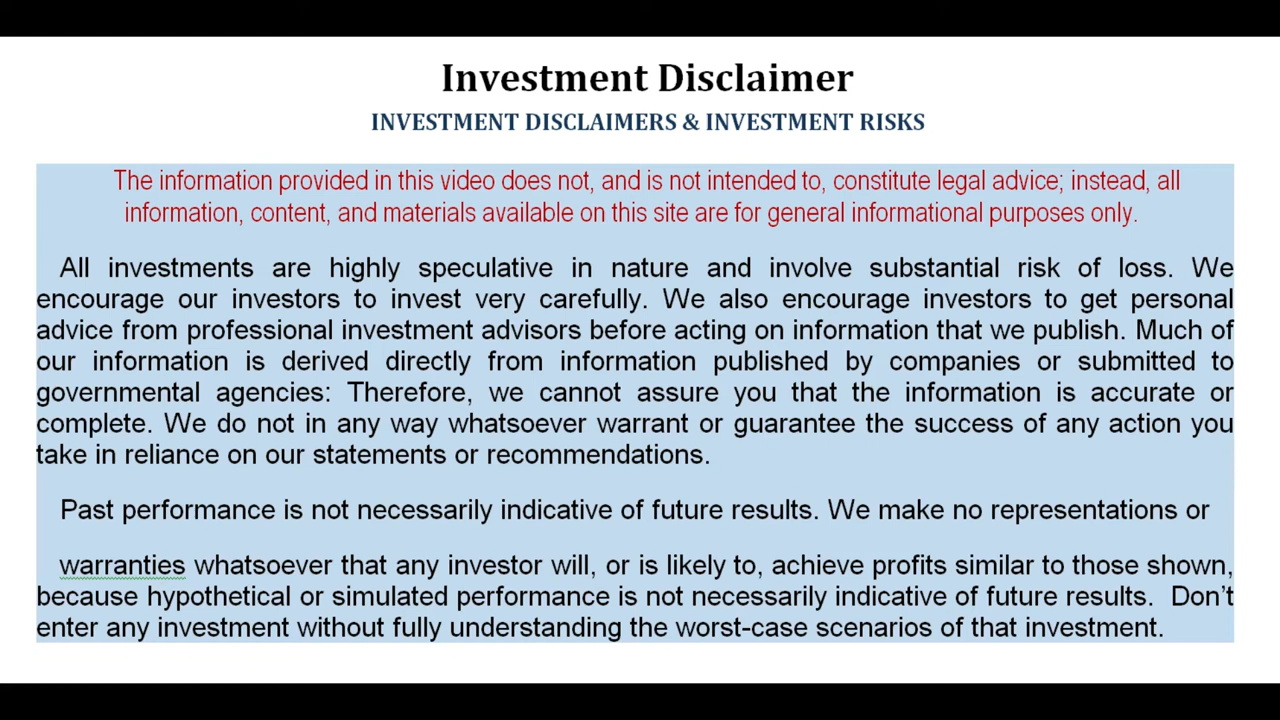 Investment Disclaimer
INVESTMENT DISCLAIMERS & INVESTMENT RISKS
The information provided in this video does not, and is not intended to, constitute legal advice; instead, all
information, content, and materials available on this site are for general informational purposes only.
All investments are highly speculative in nature and involve substantial risk of loss. We
encourage our investors to invest very carefully. We also encourage investors to get personal
advice from professional investment advisors before acting on information that we publish. Much of
our information is derived directly from information published by companies or submitted to
governmental agencies: Therefore, we cannot assure you that the information is accurate or
complete. We do not in any way whatsoever warrant or guarantee the success of any action you
take in reliance on our statements or recommendations.
Past performance is not necessarily indicative of future results. We make no representations or
warranties whatsoever that any investor will, or is likely to, achieve profits similar to those shown,
because hypothetical or simulated performance is not necessarily indicative of future results. Don’t
enter any investment without fully understanding the worst-case scenarios of that investment.